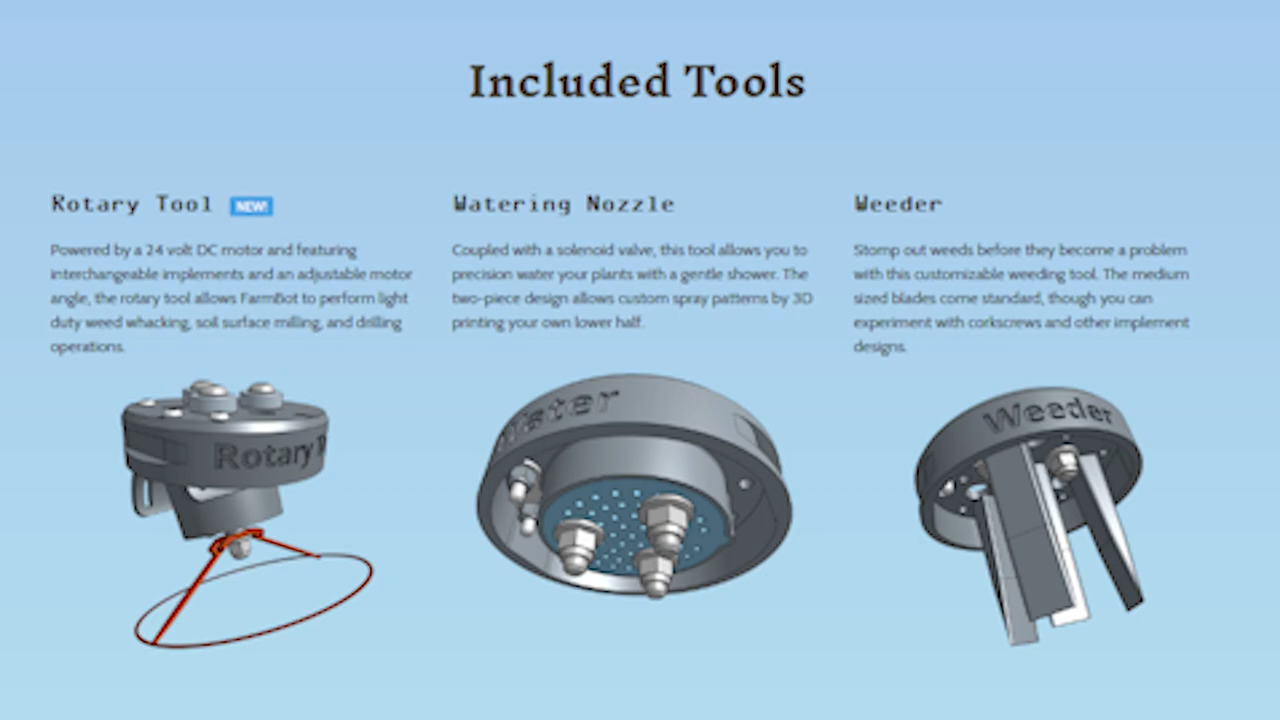 Included Tools
Rotary Tool NEW!
Powered by a 24 volt DC motor and featuring
interchangeable implements and an adjustable motor
angle, the rotary tool allows FarmBot to perform light
duty weed whacking, soil surface milling, and drilling
operations.
Watering Nozzle
Coupled with a solenoid valve, this tool allows you to
precision water your plants with a gentle shower. The
two-piece design allows custom spray patterns by 3D
printing your own lower half.
Weeder
Stomp out weeds before they become a problem
with this customizable weeding tool. The medium
sized blades come standard, though you can
experiment with corkscrews and other implement
designs.
Rotary
Water
Weeder